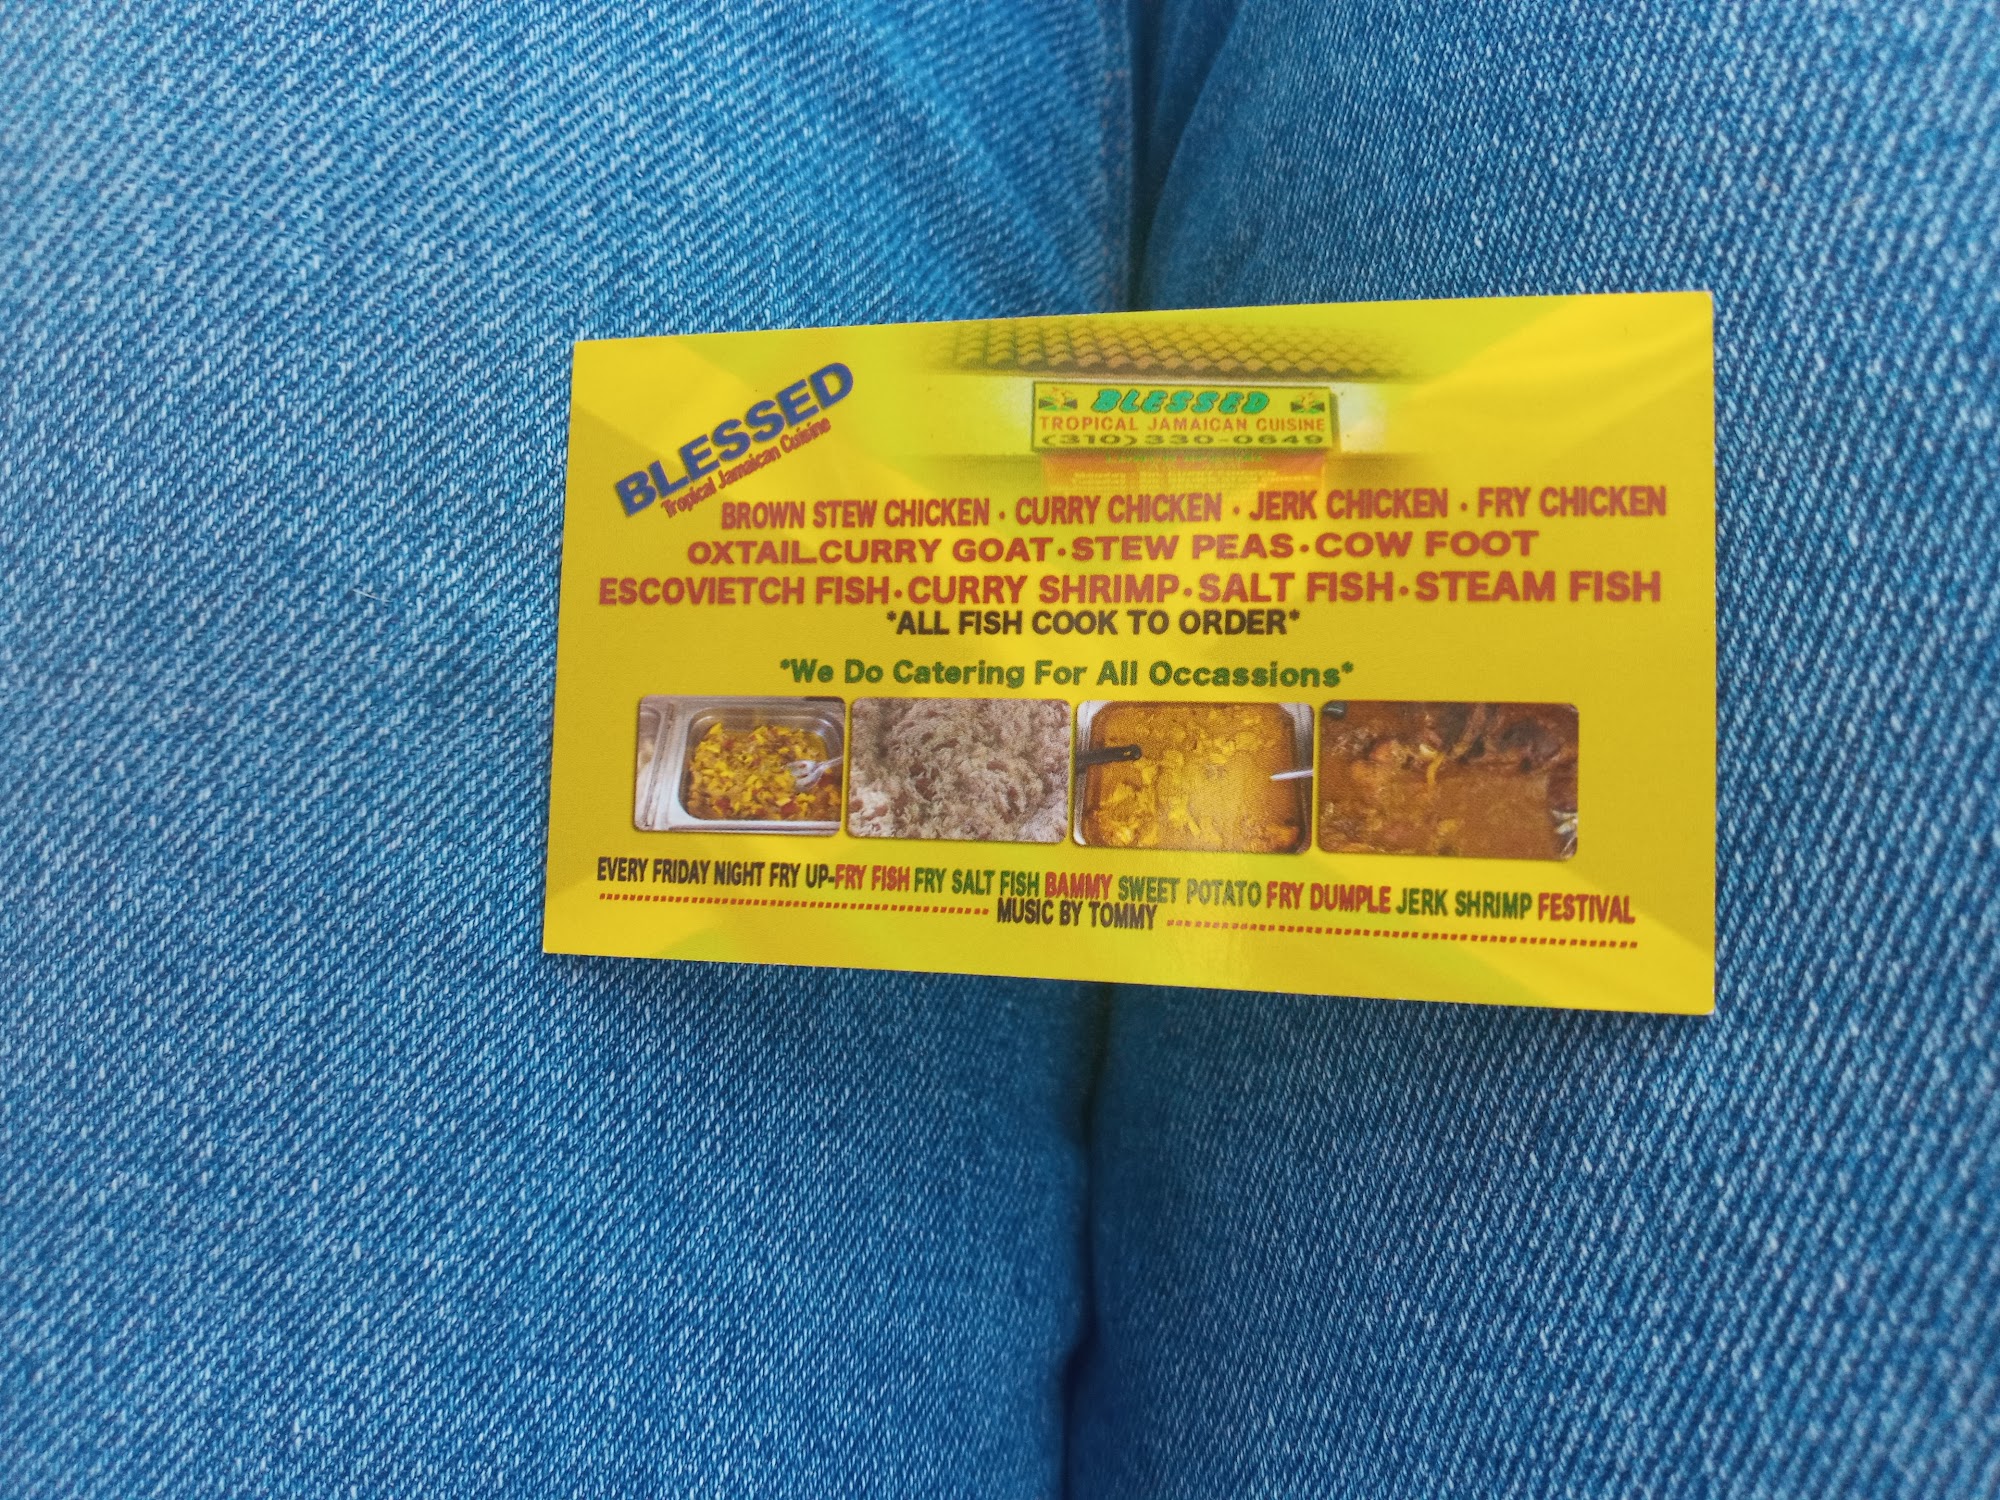 BLESSED
Tropical Jamaican Cuisine
BLESSED
TROPICAL JAMAICAN CUISINE
(310) 330-0649
BROWN STEW CHICKEN · CURRY CHICKEN · JERK CHICKEN · FRY CHICKEN
OXTAIL.CURRY GOAT·STEW PEAS·COW FOOT
ESCOVIETCH FISH·CURRY SHRIMP·SALT FISH·STEAM FISH
*ALL FISH COOK TO ORDER*
*We Do Catering For All Occassions*
EVERY FRIDAY NIGHT FRY UP-FRY FISH FRY SALT FISH BAMMY SWEET POTATO FRY DUMPLE JERK SHRIMP FESTIVAL
MUSIC BY TOMMY